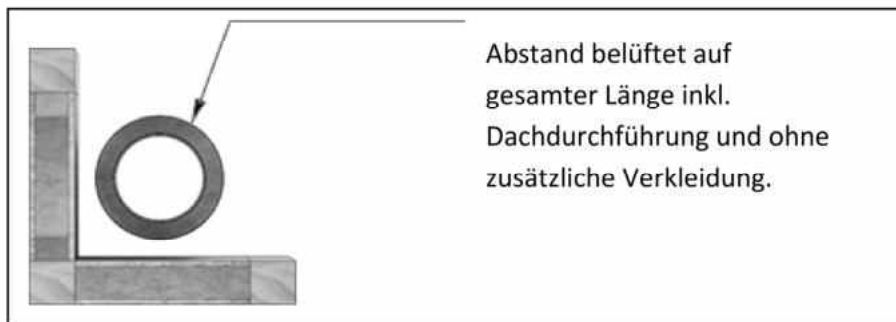 Abstand belüftet auf
gesamter Länge inkl.
Dachdurchführung und ohne
zusätzliche Verkleidung.